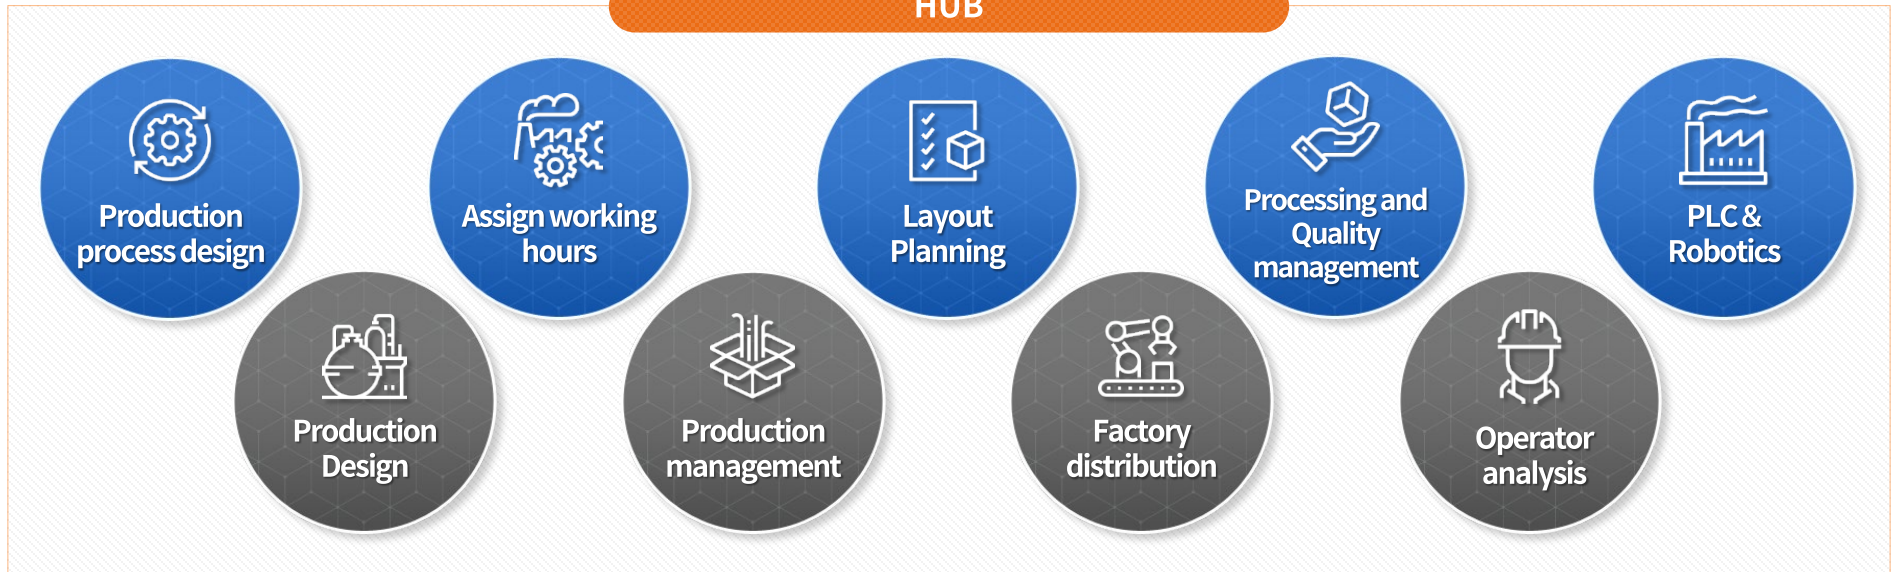 HUB
Production
process design
Assign working
hours
Layout
Planning
Processing and
Quality
management
PLC &
Robotics
Production
Design
Production
management
Factory
distribution
Operator
analysis